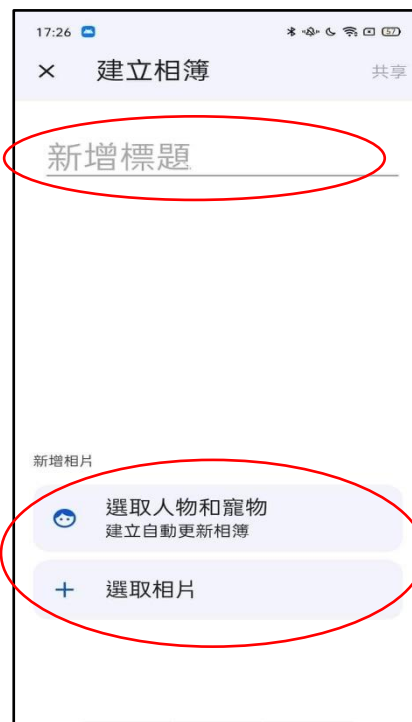 17:26
57
× 建立相簿 共享
新增標題
新增相片
選取人物和寵物
建立自動更新相簿
+ 選取相片